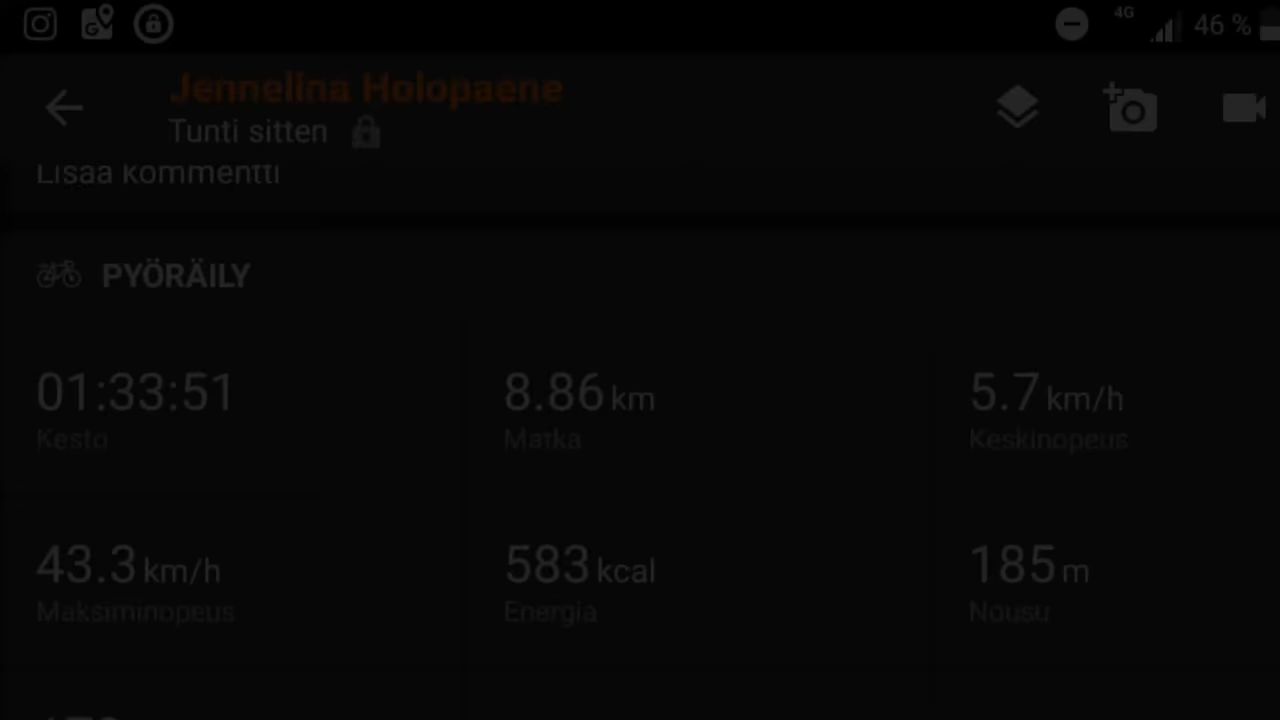 4G 46 %
Jennelina Holopaene
Tunti sitten
Lisää kommentti
PYÖRÄILY
01:33:51 8.86 km 5.7 km/h
Kesto Matka Keskinopeus
43.3 km/h 583 kcal 185 m
Maksiminopeus Energia Nousu